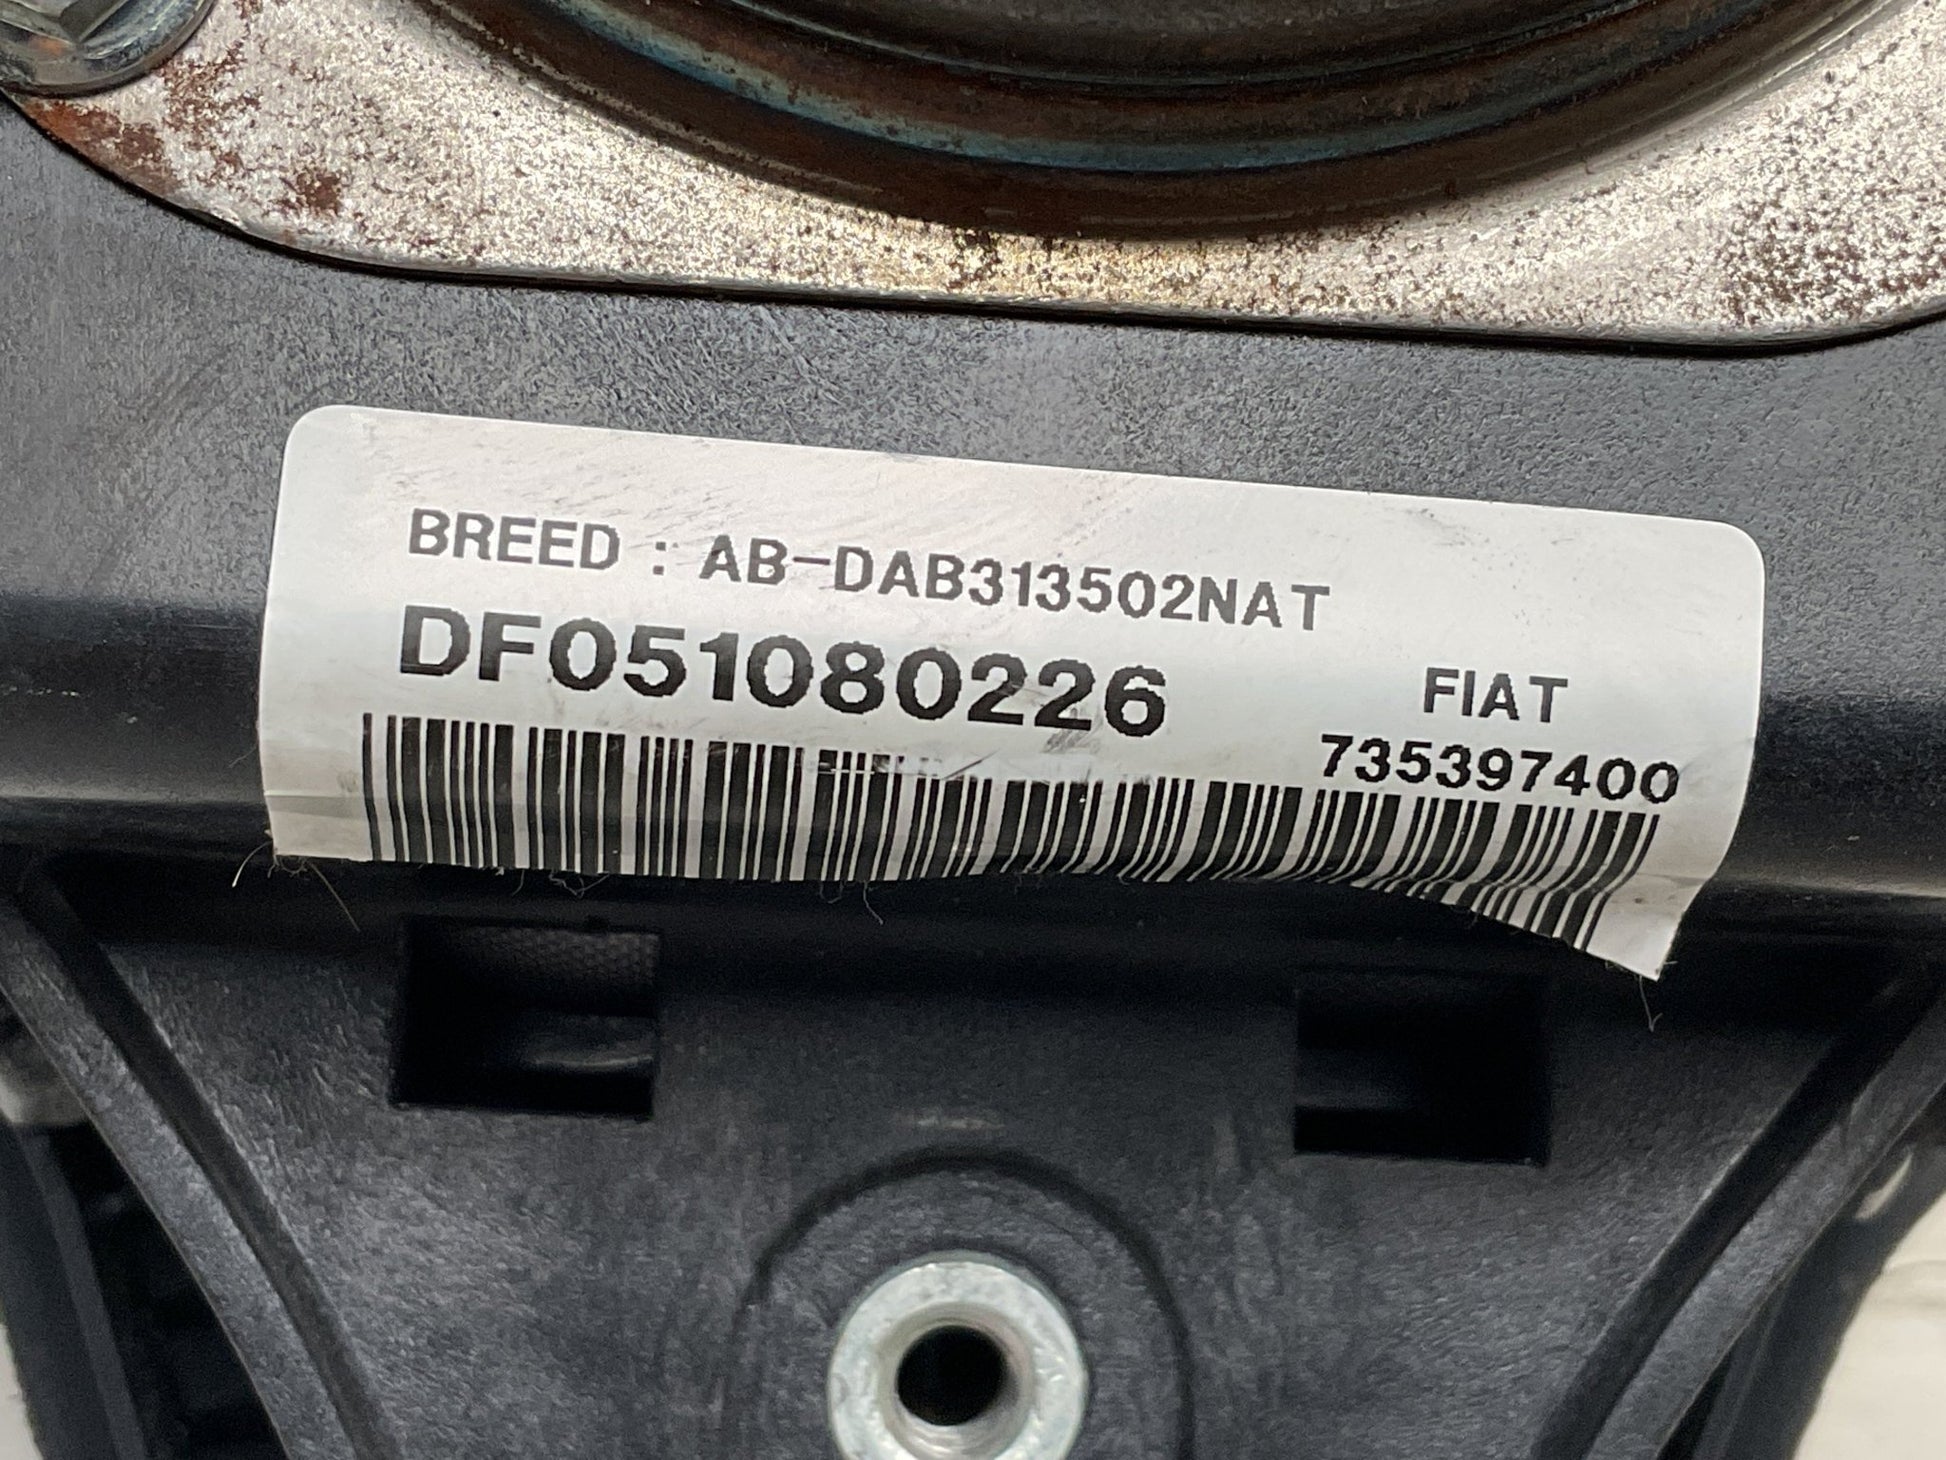 BREED : AB-DAB313502NAT
DF051080226
FIAT
735397400